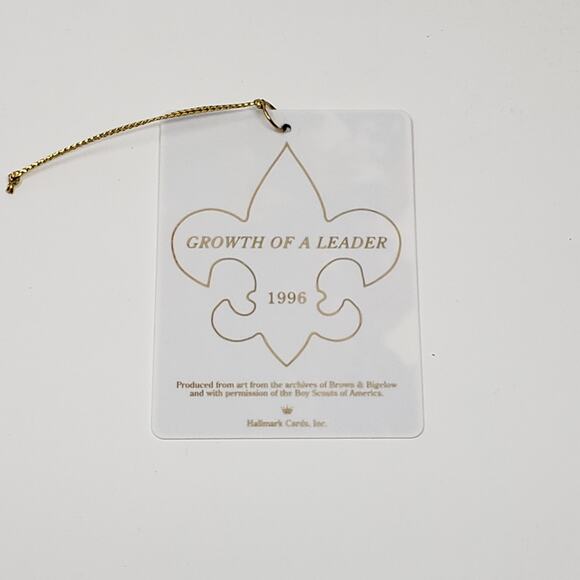 GROWTH OF A LEADER
1996
Produced from art from the archives of Brown & Bigelow
and with permission of the Boy Scouts of America.
Hallmark Cards, Inc.